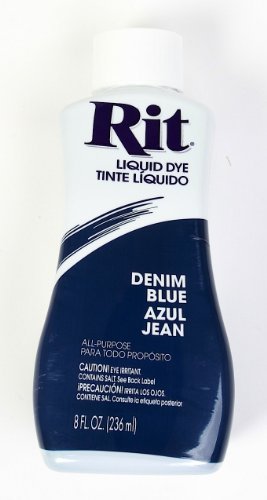 Rit®
LIQUID DYE
TINTE LÍQUIDO
DENIM
BLUE
AZUL
JEAN
ALL-PURPOSE
PARA TODO PROPÓSITO
CAUTION! EYE IRRITANT.
CONTAINS SALT See Back Label
¡PRECAUCIÓN! IRRITA LOS OJOS.
CONTIENE SAL. Consulte la etiqueta posterior
8 FL. OZ. (236 ml)